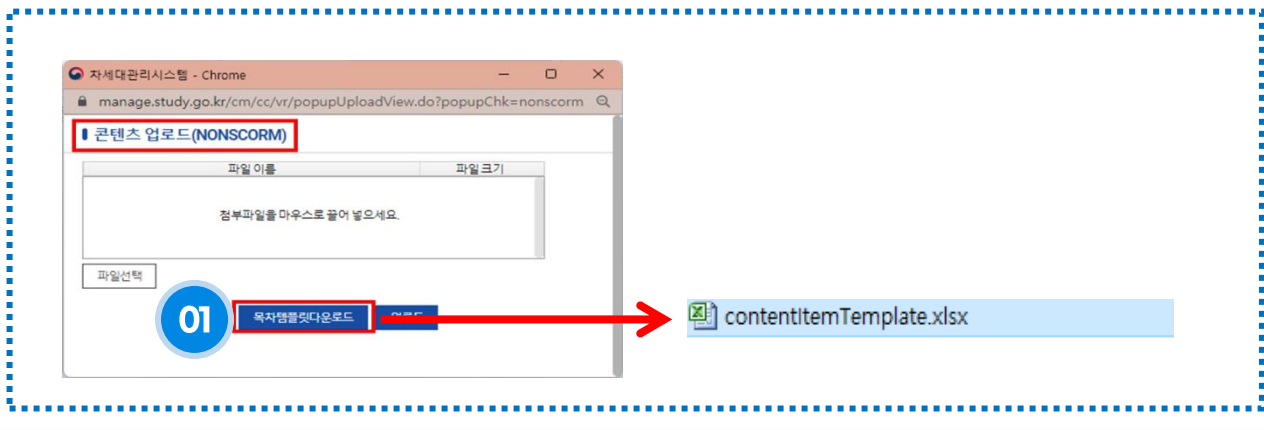 차세대관리시스템 - Chrome
manage.study.go.kr/cm/cc/vr/popupUploadView.do?popupChk=nonscorm
콘텐츠 업로드(NONSCORM)
파일 이름 파일 크기
첨부파일을 마우스로 끌어 넣으세요.
파일선택
01 목차템플릿다운로드
contentItemTemplate.xlsx